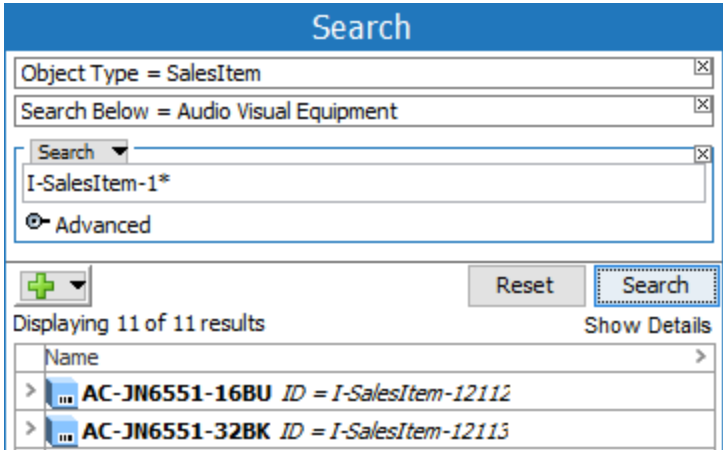 Search
Object Type = SalesItem
Search Below = Audio Visual Equipment
Search
I-SalesItem-1*
Advanced
Reset Search
Displaying 11 of 11 results Show Details
Name
AC-JN6551-16BU ID = I-SalesItem-12112
AC-JN6551-32BK ID = I-SalesItem-12113